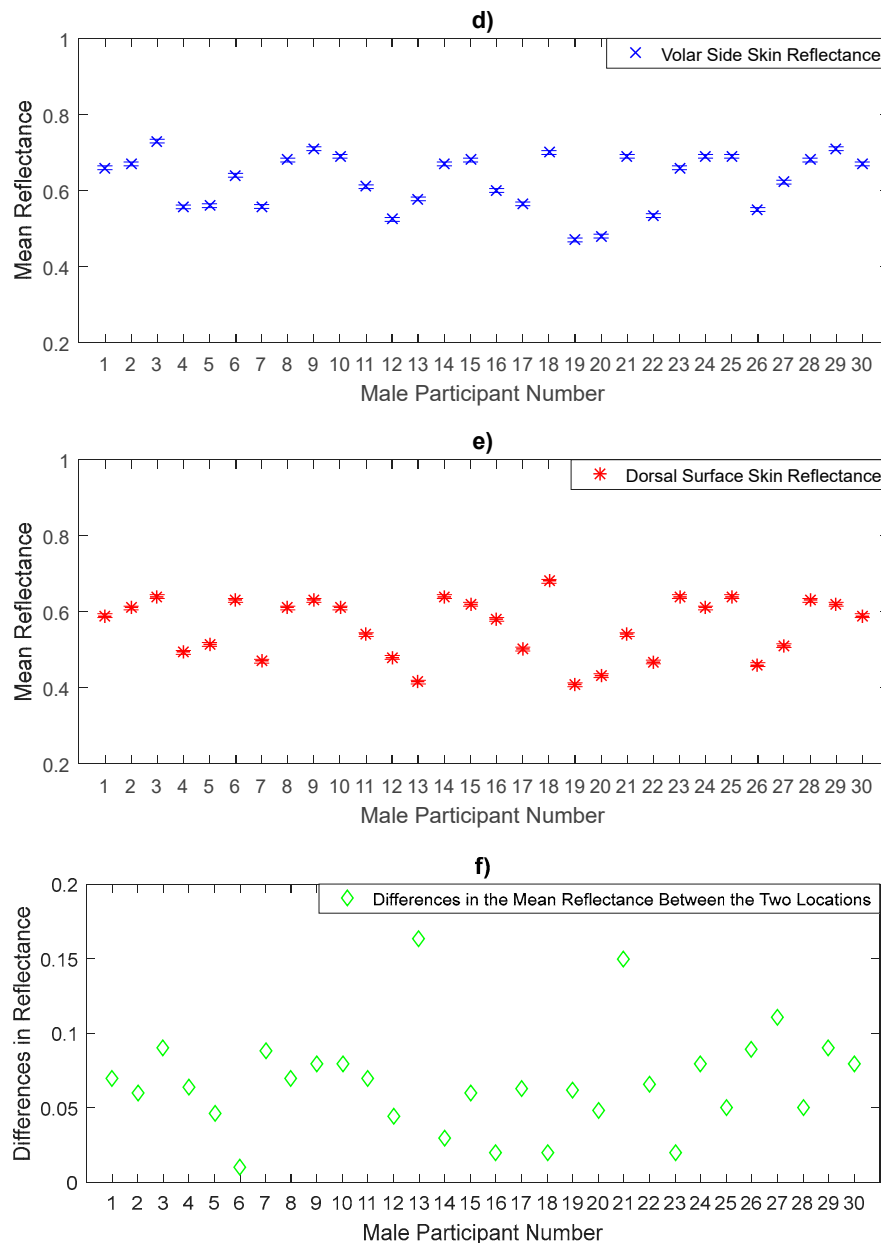 d)
1
0.8
0.6
0.4
0.2
Mean Reflectance
Volar Side Skin Reflectance
1 2 3 4 5 6 7 8 9 10 11 12 13 14 15 16 17 18 19 20 21 22 23 24 25 26 27 28 29 30
Male Participant Number
e)
1
0.8
0.6
0.4
0.2
Mean Reflectance
Dorsal Surface Skin Reflectance
1 2 3 4 5 6 7 8 9 10 11 12 13 14 15 16 17 18 19 20 21 22 23 24 25 26 27 28 29 30
Male Participant Number
f)
0.2
0.15
0.1
0.05
0
Differences in Reflectance
Differences in the Mean Reflectance Between the Two Locations
1 2 3 4 5 6 7 8 9 10 11 12 13 14 15 16 17 18 19 20 21 22 23 24 25 26 27 28 29 30
Male Participant Number